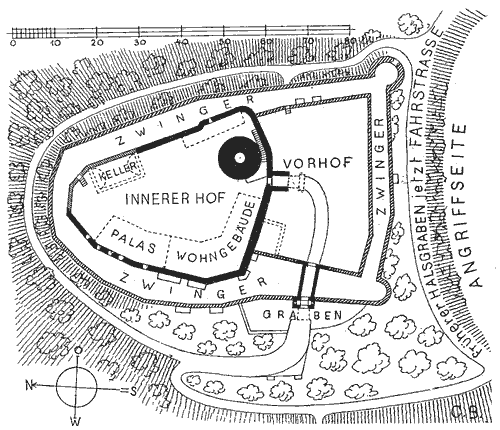 0 10 20 30 40 50 60 70 80
ZWINGER
KELLER
VORHOF
INNERER HOF
ZWINGER
PALAS
WOHNGEBÄUDE
ZWINGER
GRABEN
Früherer HALSGRABEN jetzt FAHRSTRASSE
ANGRIFFSEITE
O
N S
W
C.B.